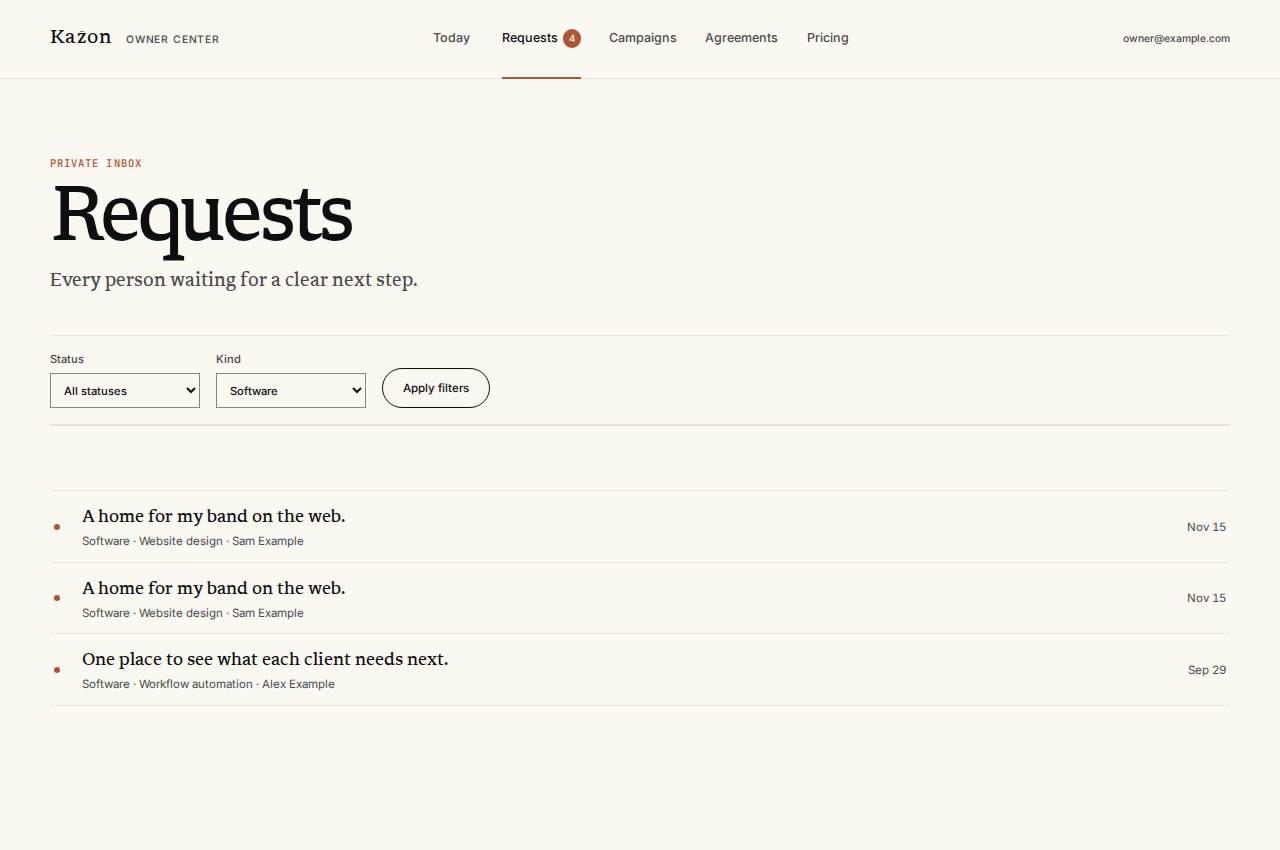 Kažon OWNER CENTER Today Requests 4 Campaigns Agreements Pricing owner@example.com
PRIVATE INBOX
Requests
Every person waiting for a clear next step.
Status Kind
All statuses Software Apply filters
A home for my band on the web.
Software · Website design · Sam Example Nov 15
A home for my band on the web.
Software · Website design · Sam Example Nov 15
One place to see what each client needs next.
Software · Workflow automation · Alex Example Sep 29